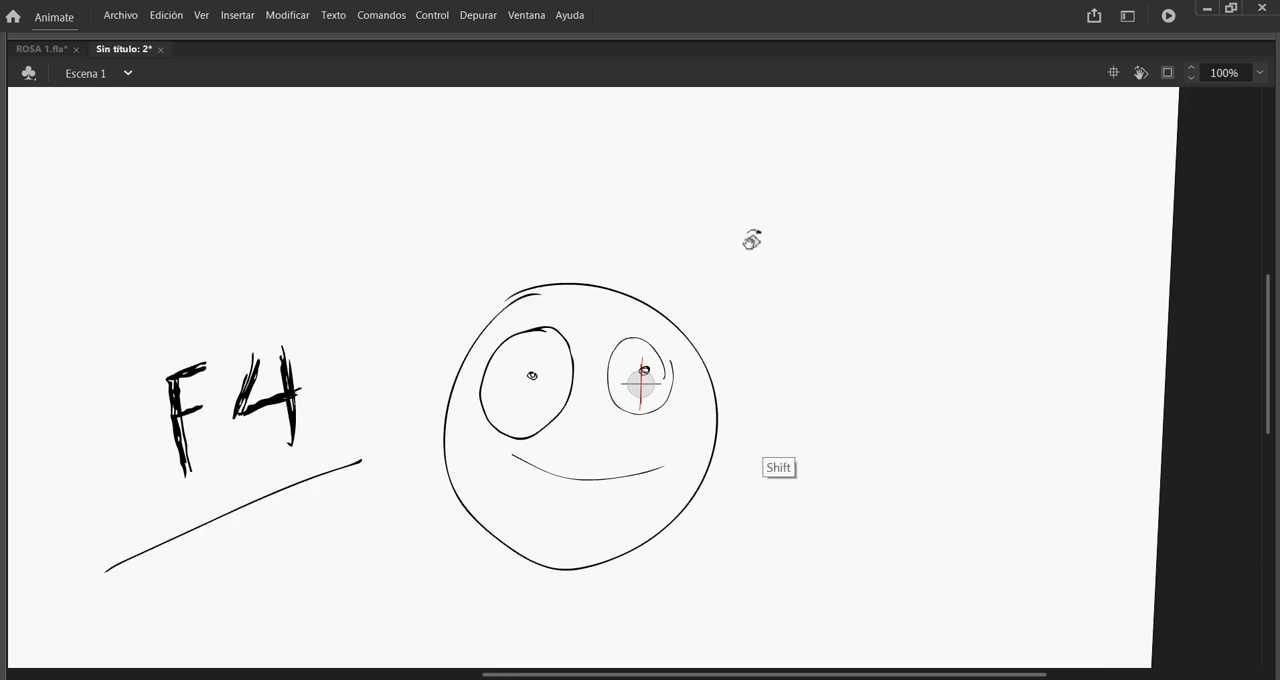 Animate Archivo Edición Ver Insertar Modificar Texto Comandos Control Depurar Ventana Ayuda
ROSA 1.fla* × Sin título: 2* ×
Escena 1 100%
F4
Shift